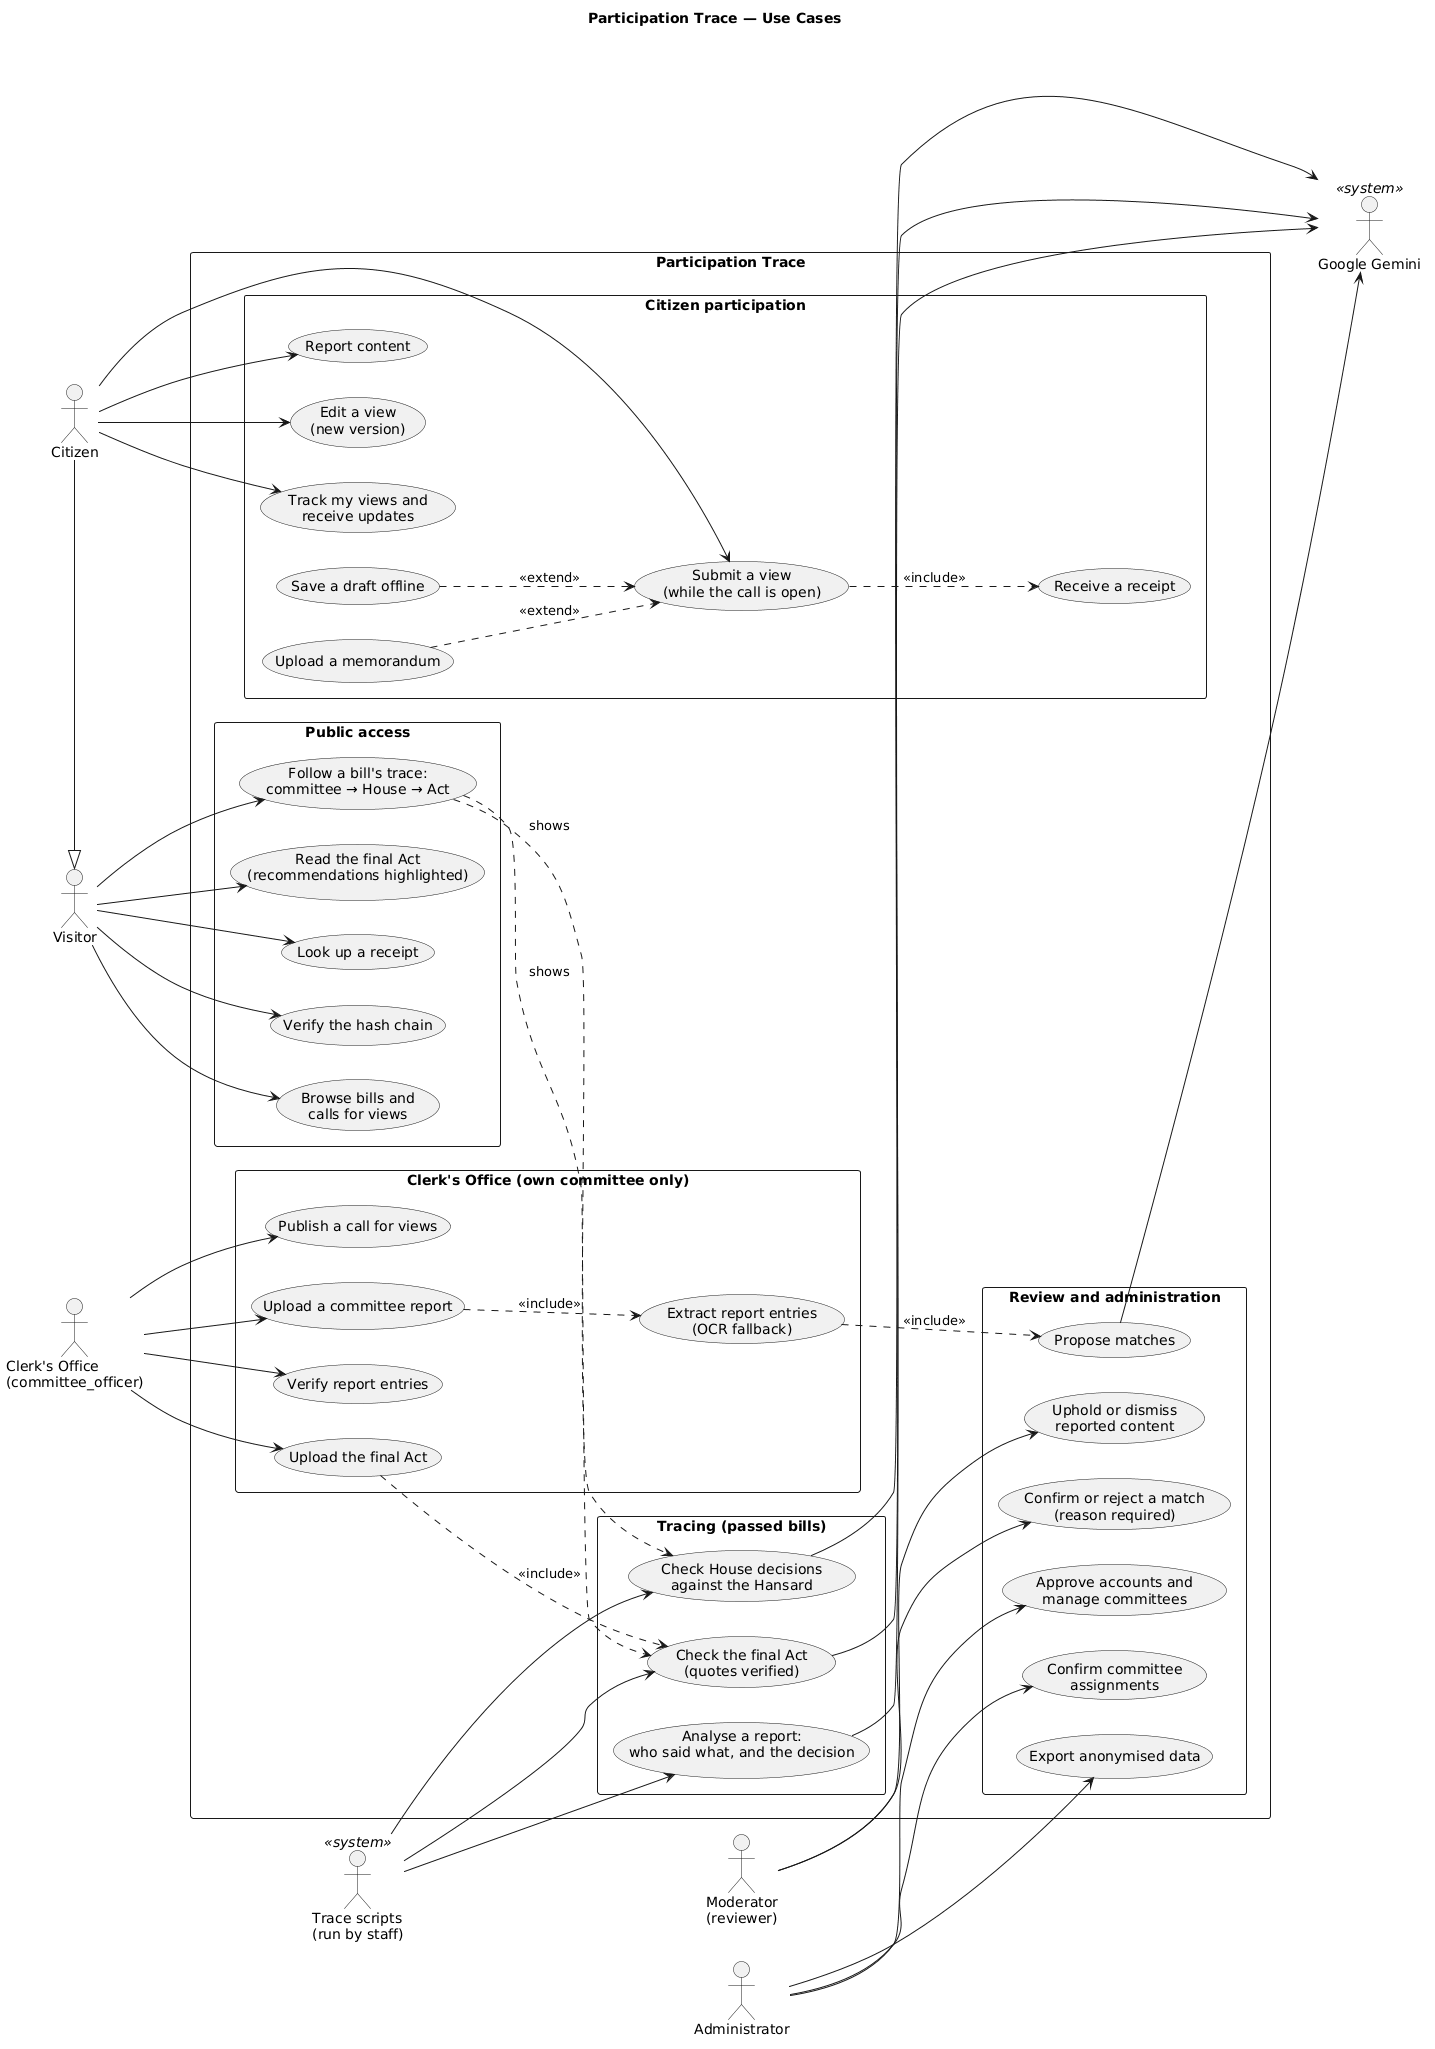 Participation Trace — Use Cases
«system»
Google Gemini
Participation Trace
Citizen participation
Report content
Edit a view
(new version)
Citizen
Track my views and
receive updates
Save a draft offline
«extend»
Submit a view
(while the call is open)
«include»
Receive a receipt
«extend»
Upload a memorandum
Public access
Follow a bill's trace:
committee → House → Act
shows
Read the final Act
(recommendations highlighted)
Visitor
Look up a receipt
shows
Verify the hash chain
Browse bills and
calls for views
Clerk's Office (own committee only)
Publish a call for views
Upload a committee report
«include»
Extract report entries
(OCR fallback)
«include»
Clerk's Office
(committee_officer)
Verify report entries
Upload the final Act
«include»
Review and administration
Propose matches
Uphold or dismiss
reported content
Confirm or reject a match
(reason required)
Approve accounts and
manage committees
Confirm committee
assignments
Export anonymised data
Tracing (passed bills)
Check House decisions
against the Hansard
Check the final Act
(quotes verified)
Analyse a report:
who said what, and the decision
«system»
Trace scripts
(run by staff)
Moderator
(reviewer)
Administrator